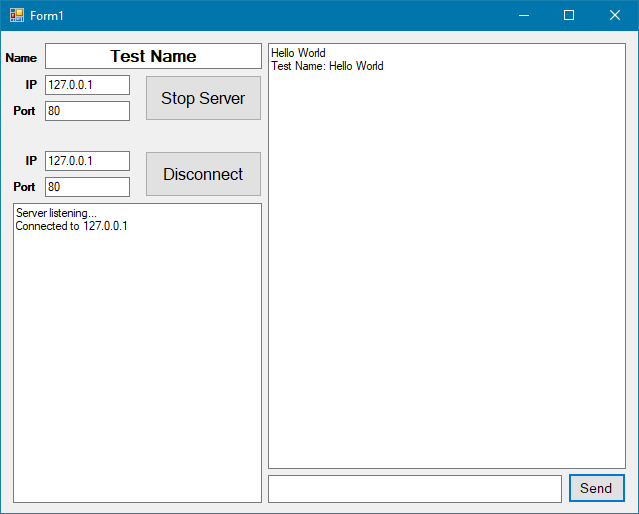 Form1
Name Test Name
IP 127.0.0.1
Port 80
Stop Server
IP 127.0.0.1
Port 80
Disconnect
Server listening...
Connected to 127.0.0.1
Hello World
Test Name: Hello World
Send